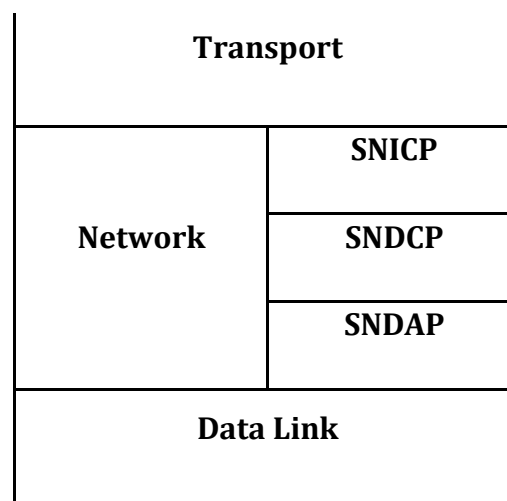 Transport
SNICP
Network
SNDCP
SNDAP
Data Link